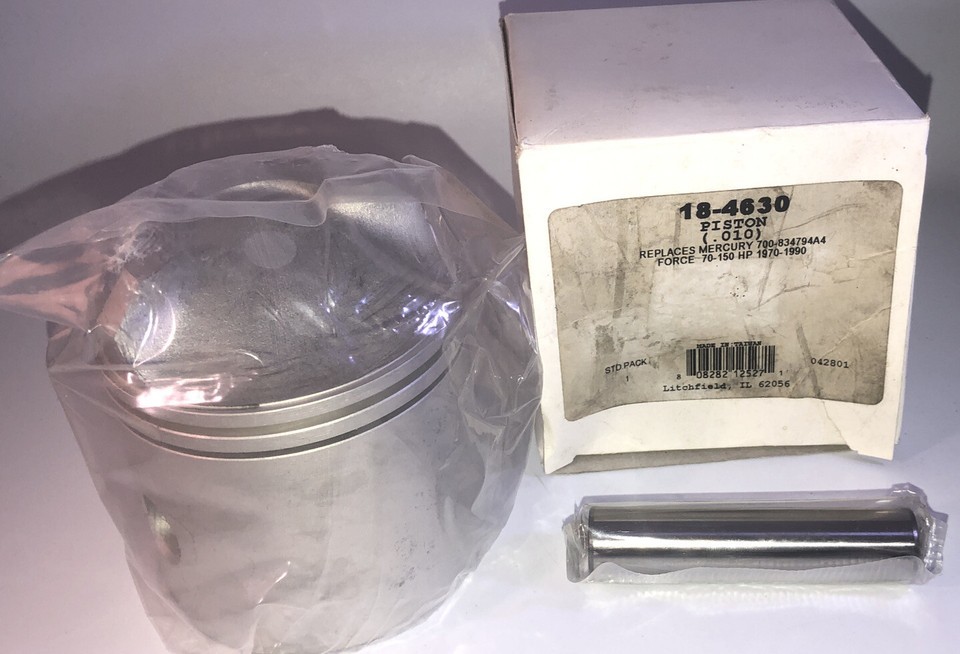 18-4630
PISTON
(.010)
REPLACES MERCURY 700-834794A4
FORCE 70-150 HP 1970-1990
MADE IN TAIWAN
STD.PACK
1
8 08282 12527 1
042801
Litchfield, IL 62056